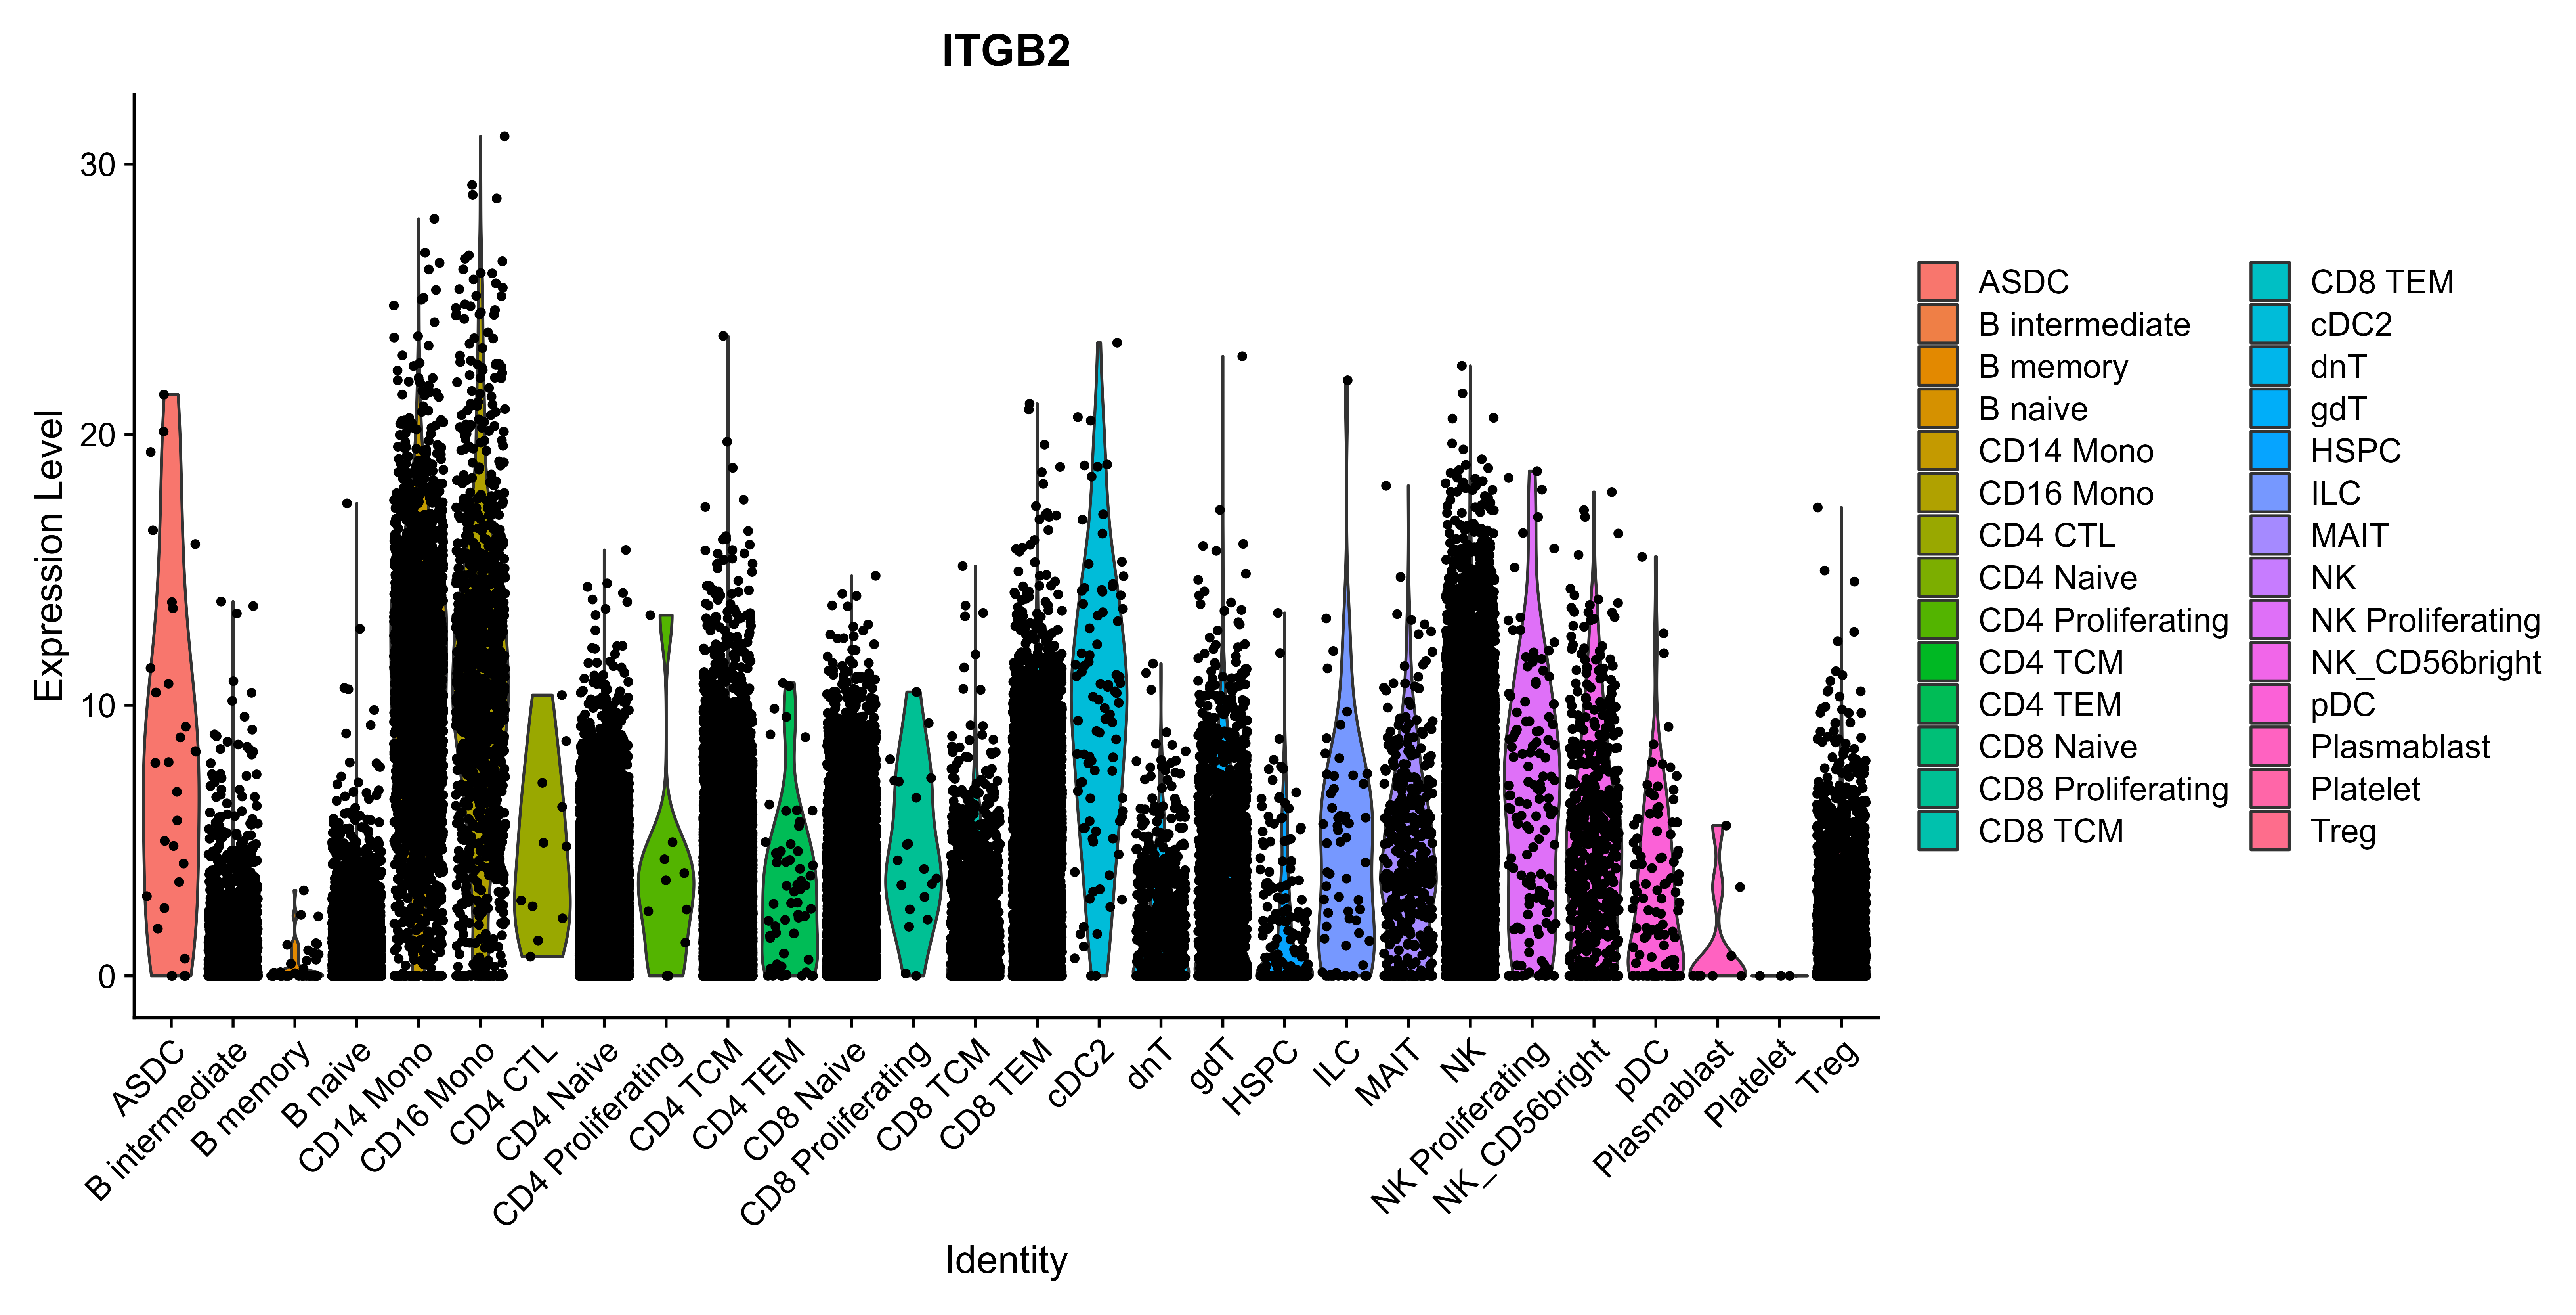 ITGB2
Expression Level
30
20
10
0
ASDC
B intermediate
B memory
B naive
CD14 Mono
CD16 Mono
CD4 CTL
CD4 Naive
CD4 Proliferating
CD4 TCM
CD4 TEM
CD8 Naive
CD8 Proliferating
CD8 TCM
CD8 TEM
cDC2
dnT
gdT
HSPC
ILC
MAIT
NK
NK Proliferating
NK_CD56bright
pDC
Plasmablast
Platelet
Treg
Identity
ASDC
B intermediate
B memory
B naive
CD14 Mono
CD16 Mono
CD4 CTL
CD4 Naive
CD4 Proliferating
CD4 TCM
CD4 TEM
CD8 Naive
CD8 Proliferating
CD8 TCM
CD8 TEM
cDC2
dnT
gdT
HSPC
ILC
MAIT
NK
NK Proliferating
NK_CD56bright
pDC
Plasmablast
Platelet
Treg